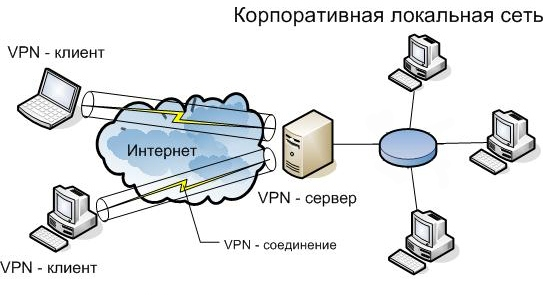 Корпоративная локальная сеть
VPN - клиент
Интернет
VPN - сервер
VPN - соединение
VPN - клиент